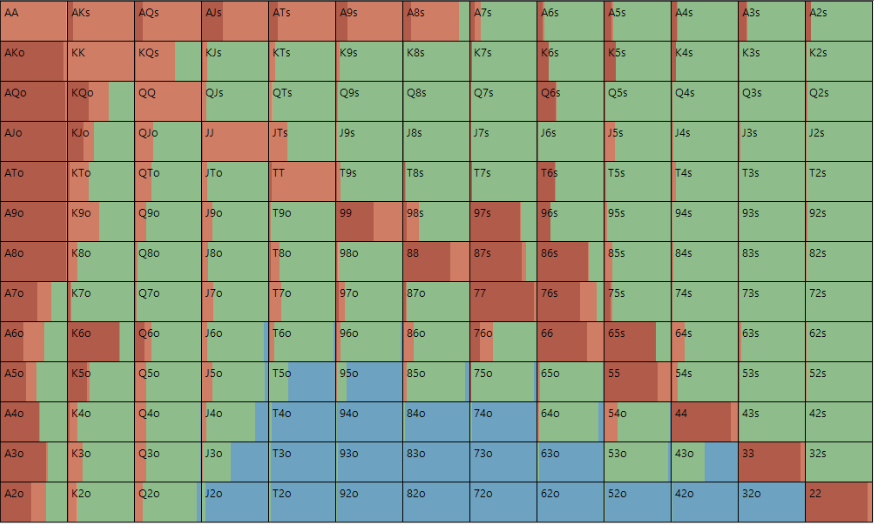 AA AKs AQs AJs ATs A9s A8s A7s A6s A5s A4s A3s A2s
AKo KK KQs KJs KTs K9s K8s K7s K6s K5s K4s K3s K2s
AQo KQo QQ QJs QTs Q9s Q8s Q7s Q6s Q5s Q4s Q3s Q2s
AJo KJo QJo JJ JTs J9s J8s J7s J6s J5s J4s J3s J2s
ATo KTo QTo JTo TT T9s T8s T7s T6s T5s T4s T3s T2s
A9o K9o Q9o J9o T9o 99 98s 97s 96s 95s 94s 93s 92s
A8o K8o Q8o J8o T8o 98o 88 87s 86s 85s 84s 83s 82s
A7o K7o Q7o J7o T7o 97o 87o 77 76s 75s 74s 73s 72s
A6o K6o Q6o J6o T6o 96o 86o 76o 66 65s 64s 63s 62s
A5o K5o Q5o J5o T5o 95o 85o 75o 65o 55 54s 53s 52s
A4o K4o Q4o J4o T4o 94o 84o 74o 64o 54o 44 43s 42s
A3o K3o Q3o J3o T3o 93o 83o 73o 63o 53o 43o 33 32s
A2o K2o Q2o J2o T2o 92o 82o 72o 62o 52o 42o 32o 22